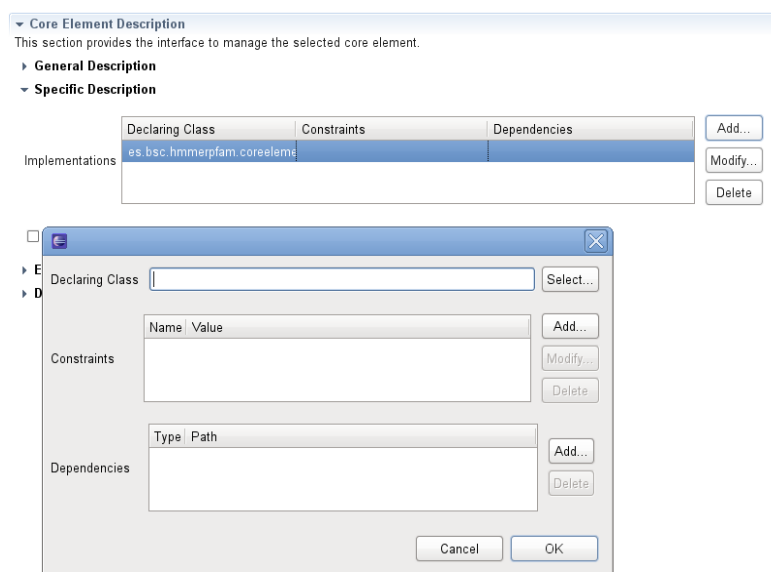 Core Element Description
This section provides the interface to manage the selected core element.
General Description
Specific Description
Declaring Class Constraints Dependencies Add...
es.bsc.hmmerpfam.coreeleme
Implementations Modify...
Delete
E
Declaring Class Select...
D
Name Value Add...
Constraints Modify...
Delete
Type Path
Add...
Dependencies
Delete
Cancel OK